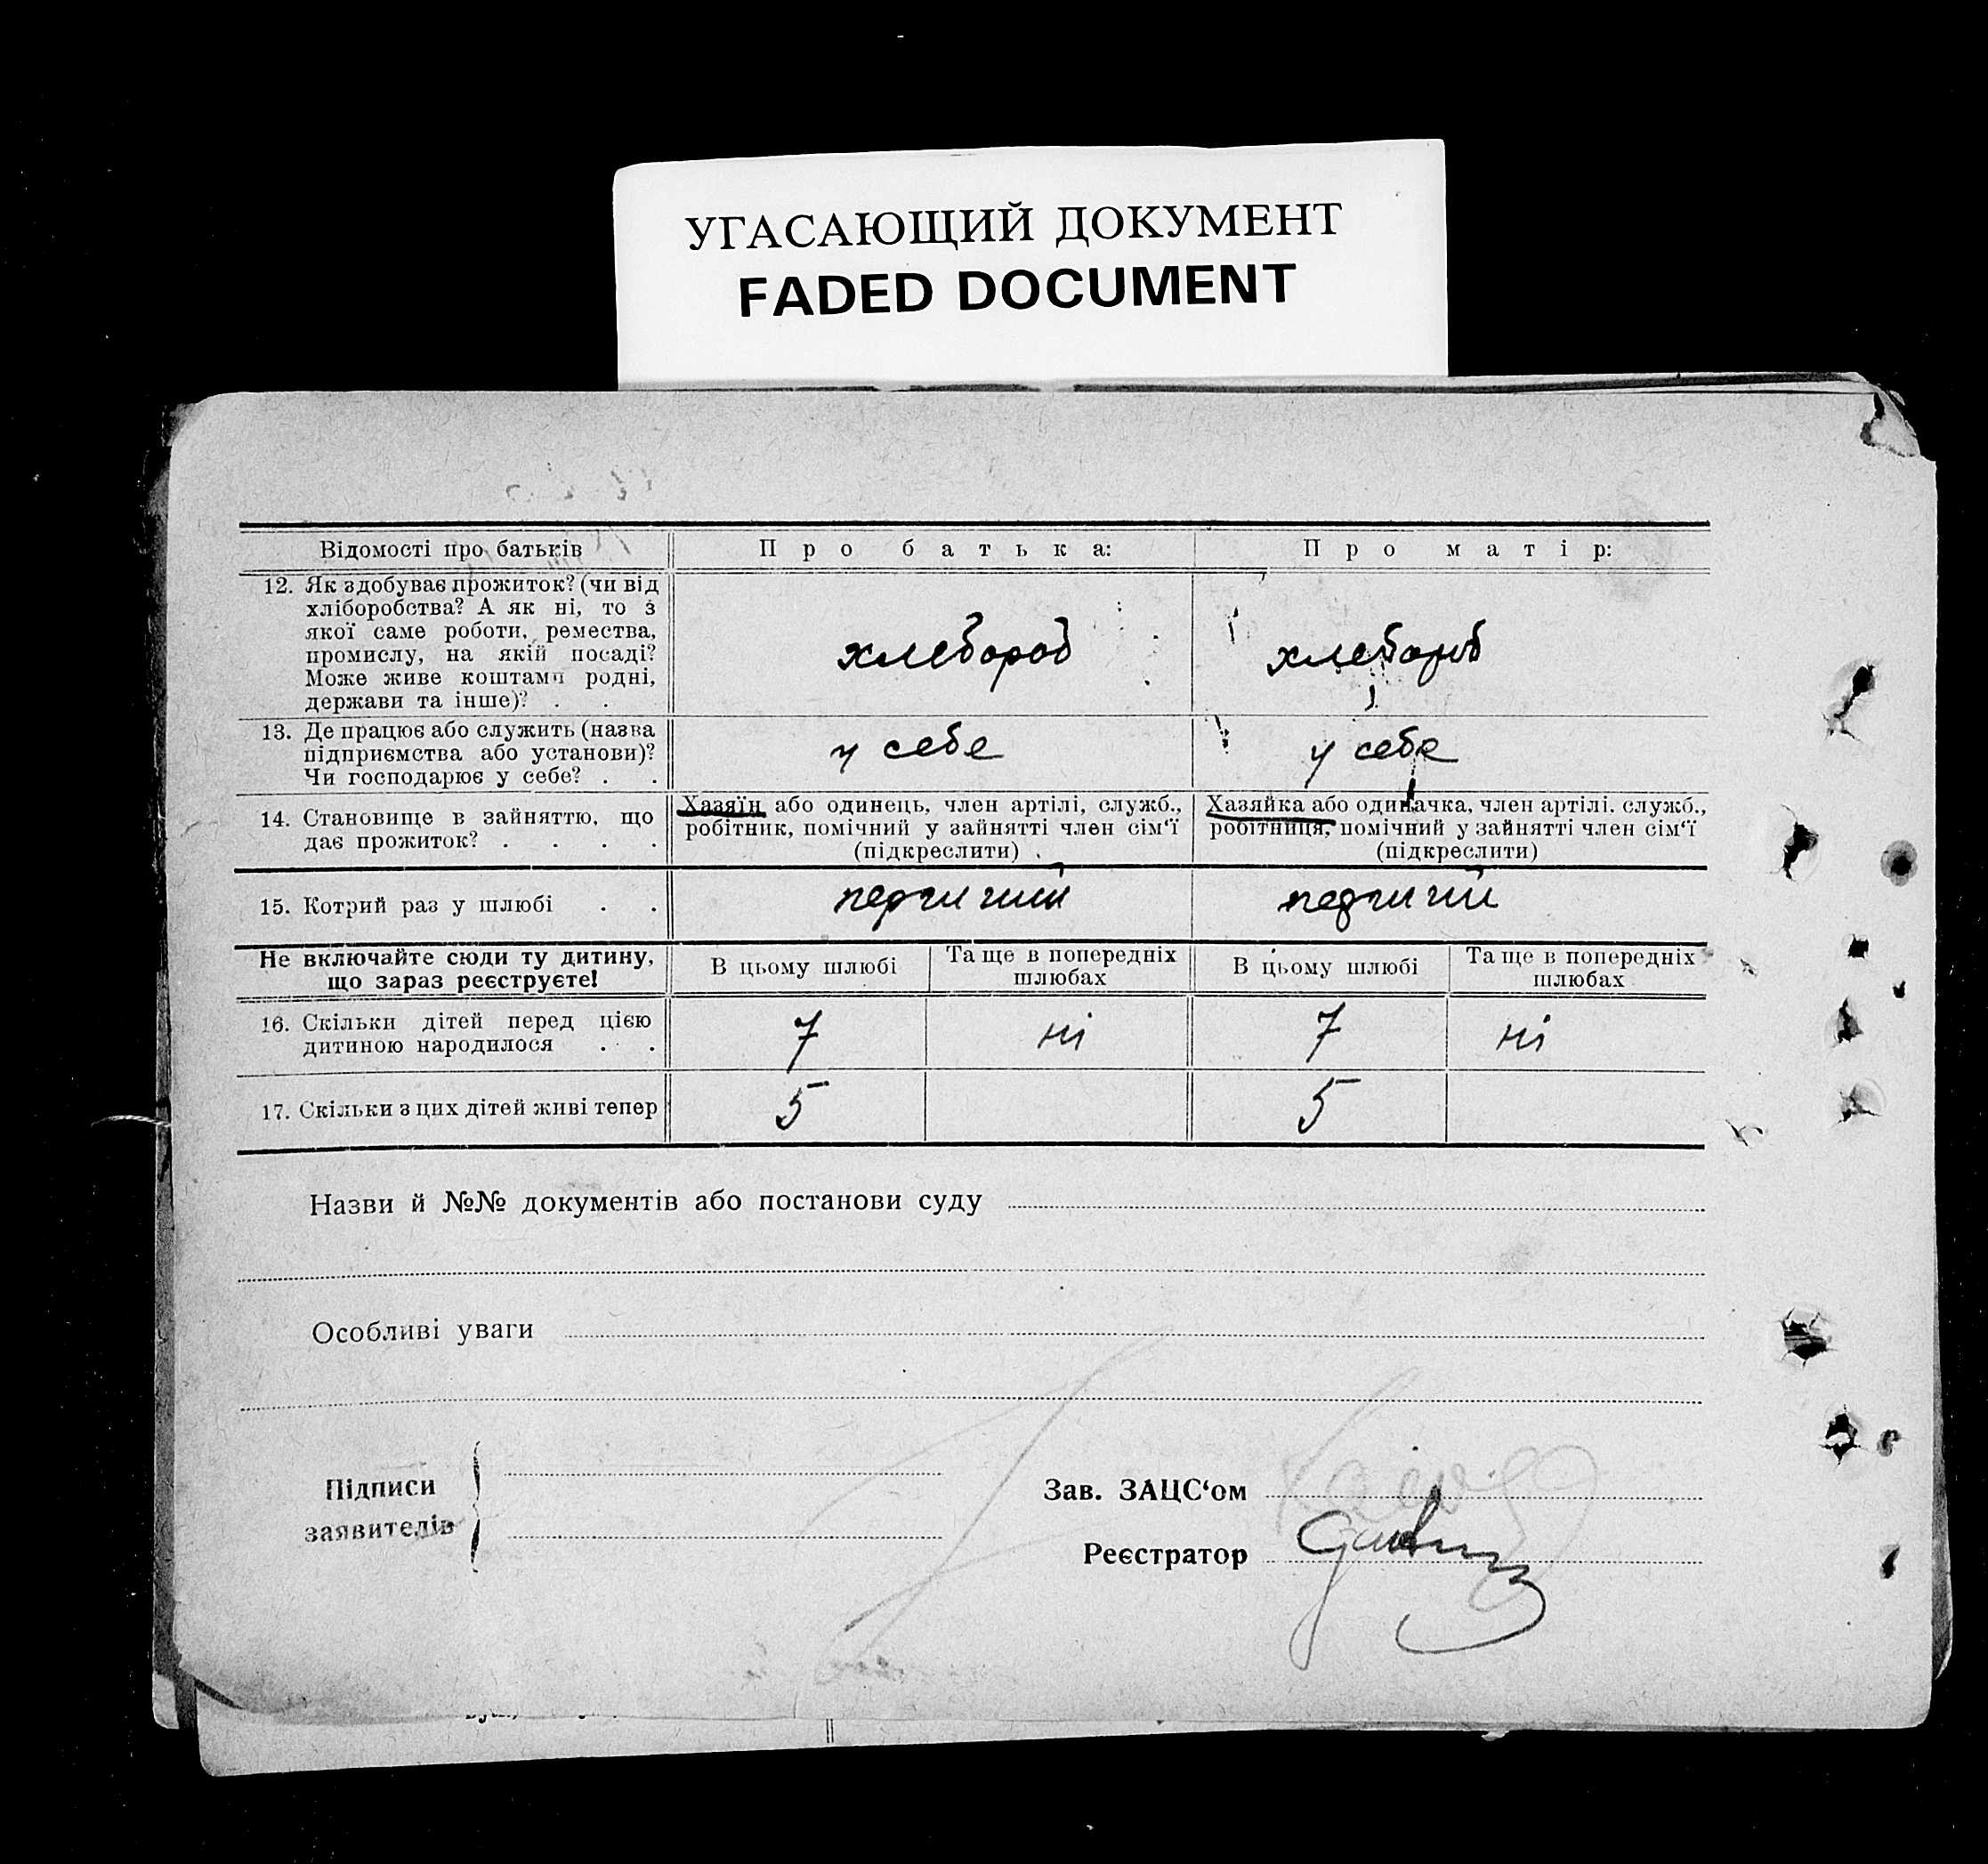 УГАСАЮЩИЙ ДОКУМЕНТ
FADED DOCUMENT
Відомості про батьків
Про батька:
Про матір:
12. Як здобуває прожиток? (чи від
хліборобства? А як ні, то з
якої саме роботи, ремества,
промислу, на якій посаді?
Може живе коштами родні,
держави та інше)? . .
хлебороб
хлебороб
13. Де працює або служить (назва
підприємства або установи)?
Чи господарює у себе? . .
у себе
у себе
14. Становище в зайняттю, що
дає прожиток? . . . .
Хазяїн або одинець, член артілі, служб.,
робітник, помічний у зайнятті член сім'ї
(підкреслити)
Хазяйка або одиначка, член артілі. служб.,
робітниця, помічний у зайнятті член сім'ї
(підкреслити)
15. Котрий раз у шлюбі . .
Не включайте сюди ту дитину,
що зараз реєструєте!
В цьому шлюбі
Та ще в попередніх
шлюбах
В цьому шлюбі
Та ще в попередніх
шлюбах
16. Скільки дітей перед цією
дитиною народилося . .
7
ні
7
ні
17. Скільки з цих дітей живі тепер
5
5
Назви й №№ документів або постанови суду
Особливі уваги
Підписи
заявителів
Зав. ЗАЦС‘ом
Реєстратор